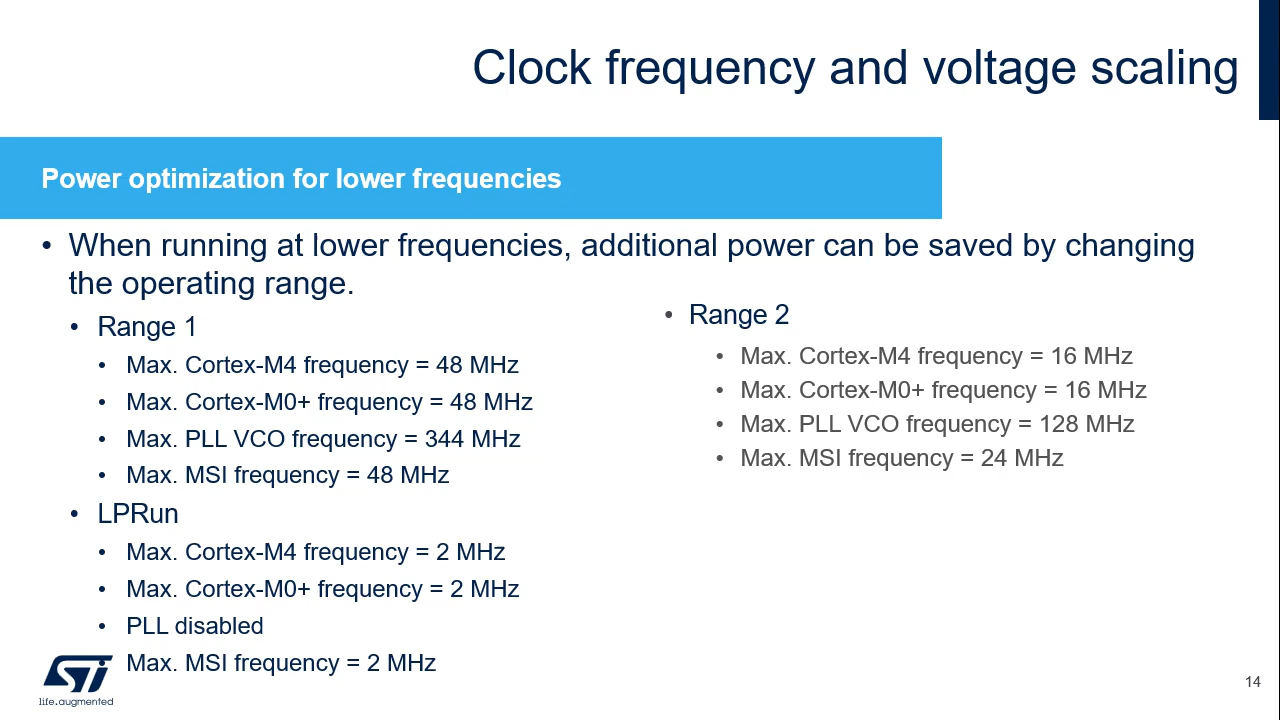 Clock frequency and voltage scaling
Power optimization for lower frequencies
• When running at lower frequencies, additional power can be saved by changing
the operating range.
• Range 1
• Max. Cortex-M4 frequency = 48 MHz
• Max. Cortex-M0+ frequency = 48 MHz
• Max. PLL VCO frequency = 344 MHz
• Max. MSI frequency = 48 MHz
• LPRun
• Max. Cortex-M4 frequency = 2 MHz
• Max. Cortex-M0+ frequency = 2 MHz
• PLL disabled
Max. MSI frequency = 2 MHz
• Range 2
• Max. Cortex-M4 frequency = 16 MHz
• Max. Cortex-M0+ frequency = 16 MHz
• Max. PLL VCO frequency = 128 MHz
• Max. MSI frequency = 24 MHz
ST
life.augmented
14